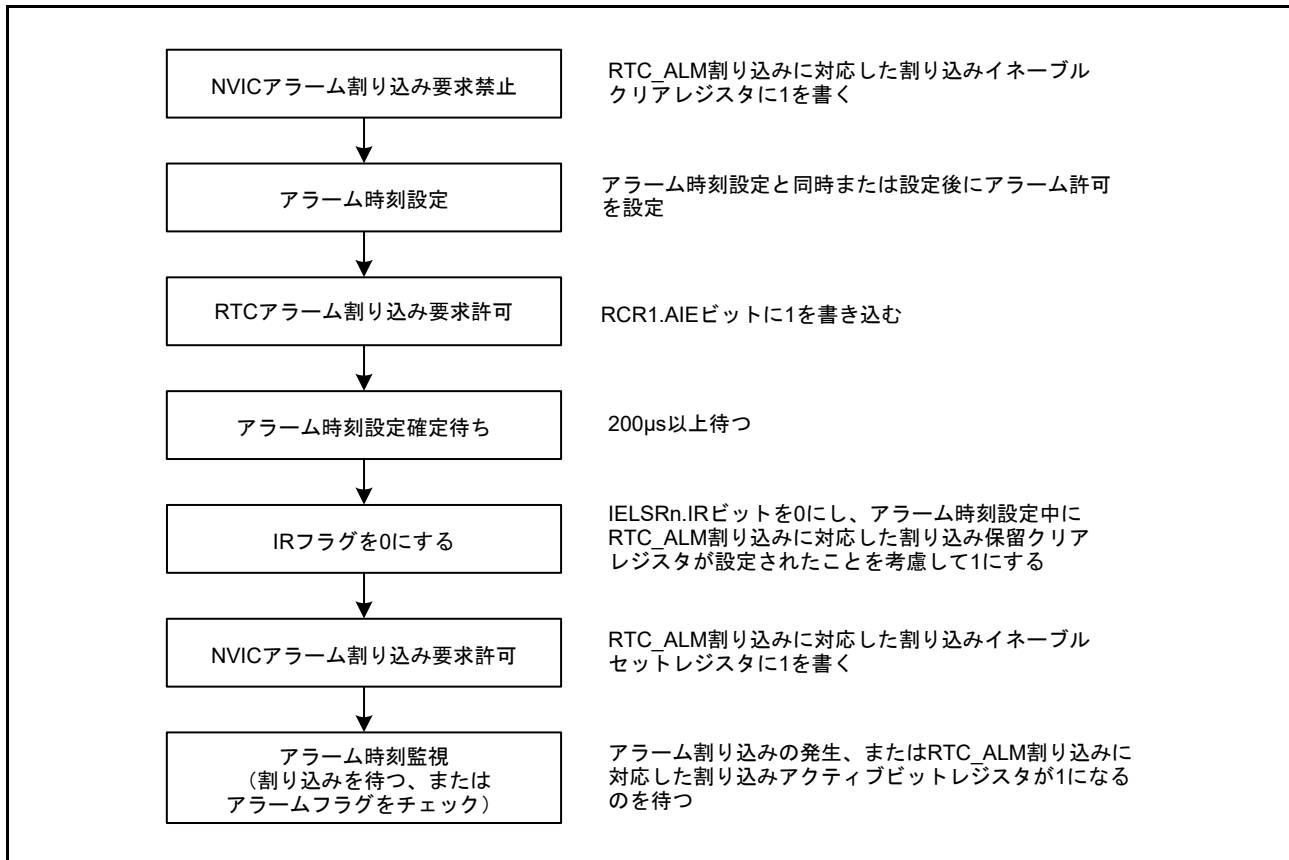 NVICアラーム割り込み要求禁止
RTC_ALM割り込みに対応した割り込みイネーブル
クリアレジスタに1を書く
アラーム時刻設定
アラーム時刻設定と同時または設定後にアラーム許可
を設定
RTCアラーム割り込み要求許可
RCR1.AIEビットに1を書き込む
アラーム時刻設定確定待ち
200µs以上待つ
IRフラグを0にする
IELSRn.IRビットを0にし、アラーム時刻設定中に
RTC_ALM割り込みに対応した割り込み保留クリア
レジスタが設定されたことを考慮して1にする
NVICアラーム割り込み要求許可
RTC_ALM割り込みに対応した割り込みイネーブル
セットレジスタに1を書く
アラーム時刻監視
（割り込みを待つ、または
アラームフラグをチェック）
アラーム割り込みの発生、またはRTC_ALM割り込みに
対応した割り込みアクティブビットレジスタが1になる
のを待つ